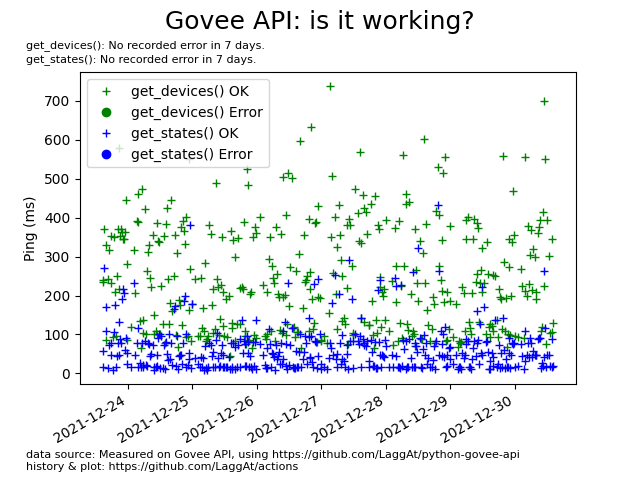 Govee API: is it working?
get_devices(): No recorded error in 7 days.
get_states(): No recorded error in 7 days.
get_devices() OK
get_devices() Error
get_states() OK
get_states() Error
Ping (ms)
700
600
500
400
300
200
100
0
2021-12-24
2021-12-25
2021-12-26
2021-12-27
2021-12-28
2021-12-29
2021-12-30
data source: Measured on Govee API, using https://github.com/LaggAt/python-govee-api
history & plot: https://github.com/LaggAt/actions